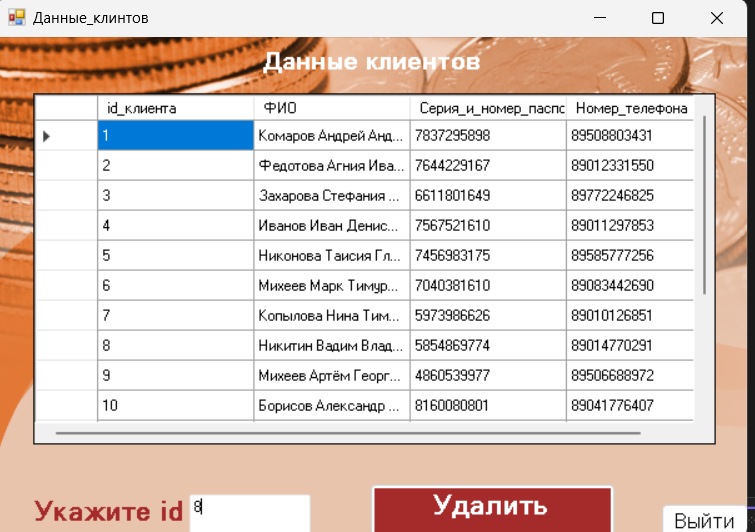 Данные_клинтов
Данные клиентов
id_клиента ФИО Серия_и_номер_паспо Номер_телефона
1 Комаров Андрей Анд... 7837295898 89508803431
2 Федотова Агния Ива... 7644229167 89012331550
3 Захарова Стефания ... 6611801649 89772246825
4 Иванов Иван Денис... 7567521610 89011297853
5 Никонова Таисия Гл... 7456983175 89585777256
6 Михеев Марк Тимур... 7040381610 89083442690
7 Копылова Нина Тим... 5973986626 89010126851
8 Никитин Вадим Влад... 5854869774 89014770291
9 Михеев Артём Георг... 4860539977 89506688972
10 Борисов Александр ... 8160080801 89041776407
Укажите id 8 Удалить
Выйти